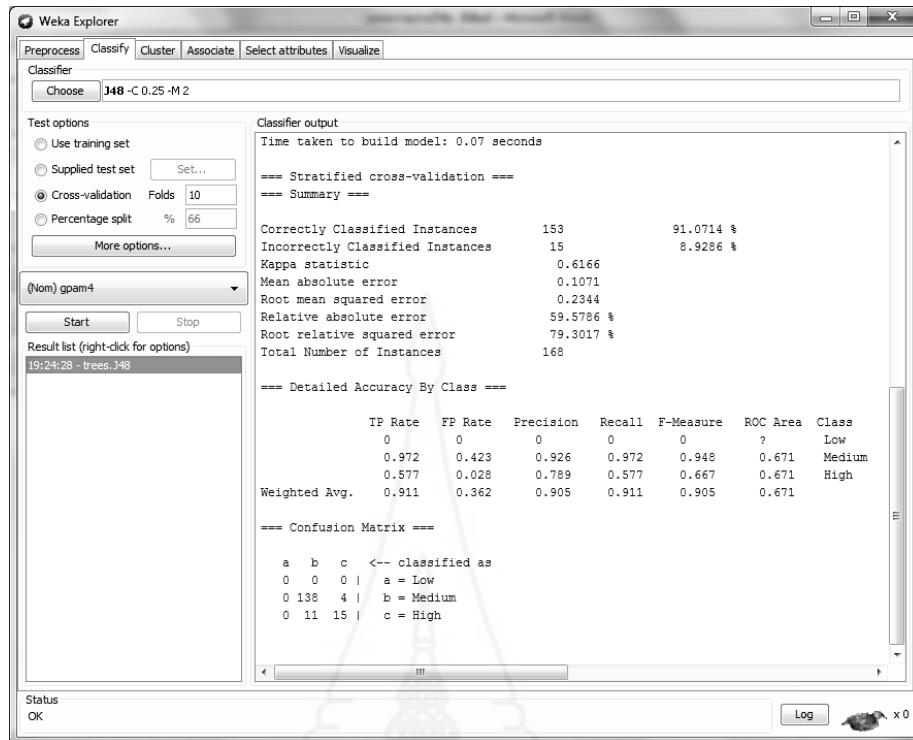 Weka Explorer
Preprocess Classify Cluster Associate Select attributes Visualize
Classifier
Choose J48 -C 0.25 -M 2
Test options
Use training set
Supplied test set Set...
Cross-validation Folds 10
Percentage split % 66
More options...
(Nom) gpam4
Start Stop
Result list (right-click for options)
19:24:28 - trees.J48
Classifier output
Time taken to build model: 0.07 seconds
=== Stratified cross-validation ===
=== Summary ===
Correctly Classified Instances 153 91.0714 %
Incorrectly Classified Instances 15 8.9286 %
Kappa statistic 0.6166
Mean absolute error 0.1071
Root mean squared error 0.2344
Relative absolute error 59.5786 %
Root relative squared error 79.3017 %
Total Number of Instances 168
=== Detailed Accuracy By Class ===
TP Rate FP Rate Precision Recall F-Measure ROC Area Class
0 0 0 0 0 ? Low
0.972 0.423 0.926 0.972 0.948 0.671 Medium
0.577 0.028 0.789 0.577 0.667 0.671 High
Weighted Avg. 0.911 0.362 0.905 0.911 0.905 0.671
=== Confusion Matrix ===
a b c <-- classified as
0 0 0 | a = Low
0 138 4 | b = Medium
0 11 15 | c = High
Status
OK
Log x 0